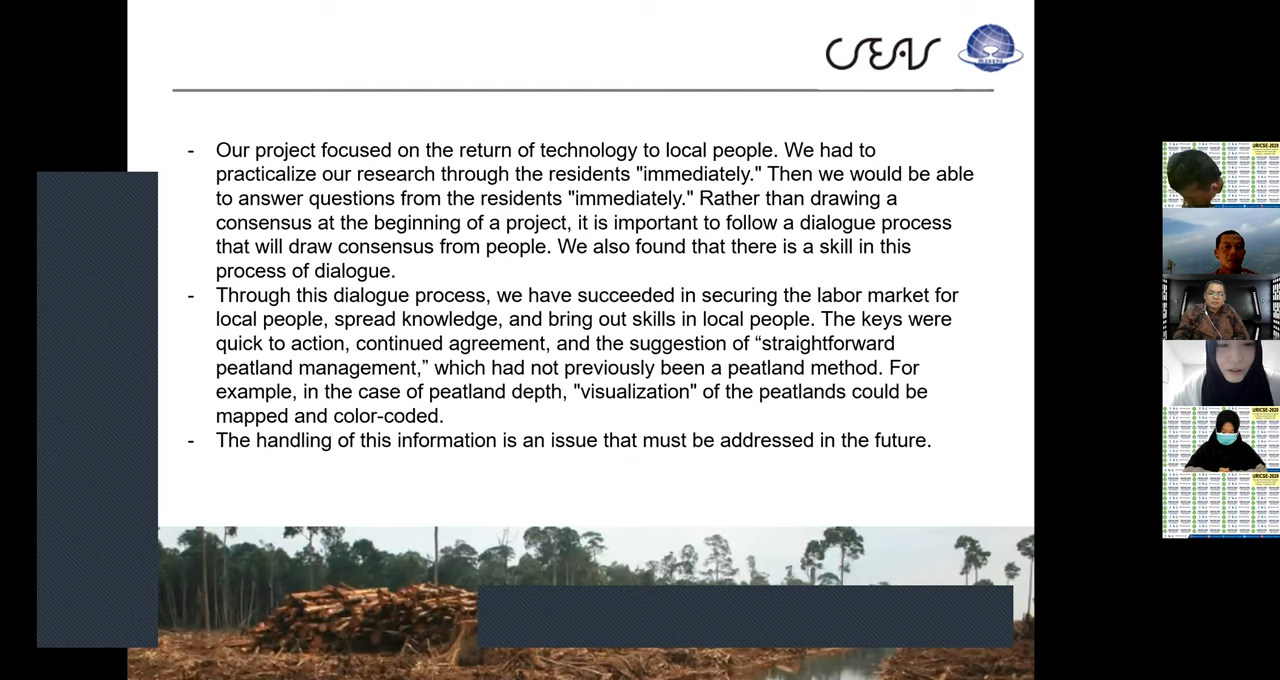 CSEAS
- Our project focused on the return of technology to local people. We had to
practicalize our research through the residents "immediately." Then we would be able
to answer questions from the residents "immediately." Rather than drawing a
consensus at the beginning of a project, it is important to follow a dialogue process
that will draw consensus from people. We also found that there is a skill in this
process of dialogue.
- Through this dialogue process, we have succeeded in securing the labor market for
local people, spread knowledge, and bring out skills in local people. The keys were
quick to action, continued agreement, and the suggestion of “straightforward
peatland management,” which had not previously been a peatland method. For
example, in the case of peatland depth, "visualization" of the peatlands could be
mapped and color-coded.
- The handling of this information is an issue that must be addressed in the future.
URICSE-2020
URICSE-2020
URICSE-2020